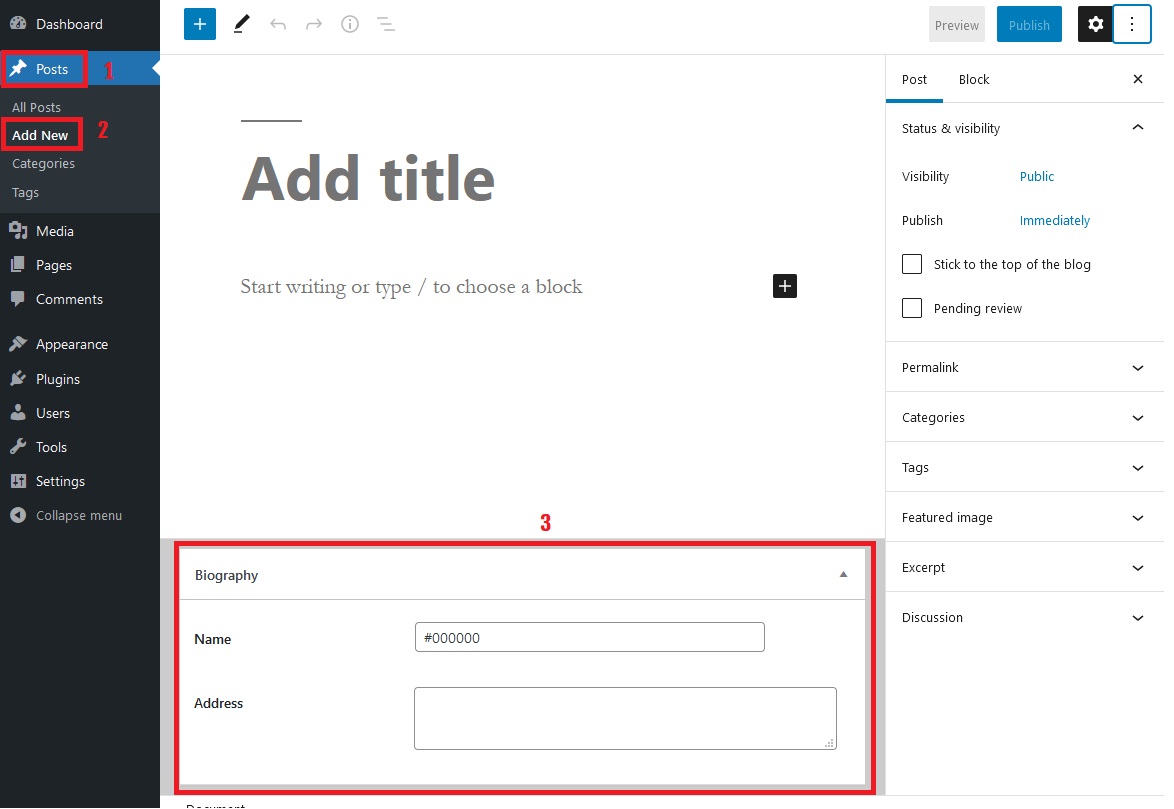 Dashboard
Posts
1
All Posts
Add New
2
Categories
Tags
Media
Pages
Comments
Appearance
Plugins
Users
Tools
Settings
Collapse menu
Preview
Publish
Add title
Start writing or type / to choose a block
3
Biography
Name
#000000
Address
Document
Post
Block
Status & visibility
Visibility
Public
Publish
Immediately
Stick to the top of the blog
Pending review
Permalink
Categories
Tags
Featured image
Excerpt
Discussion